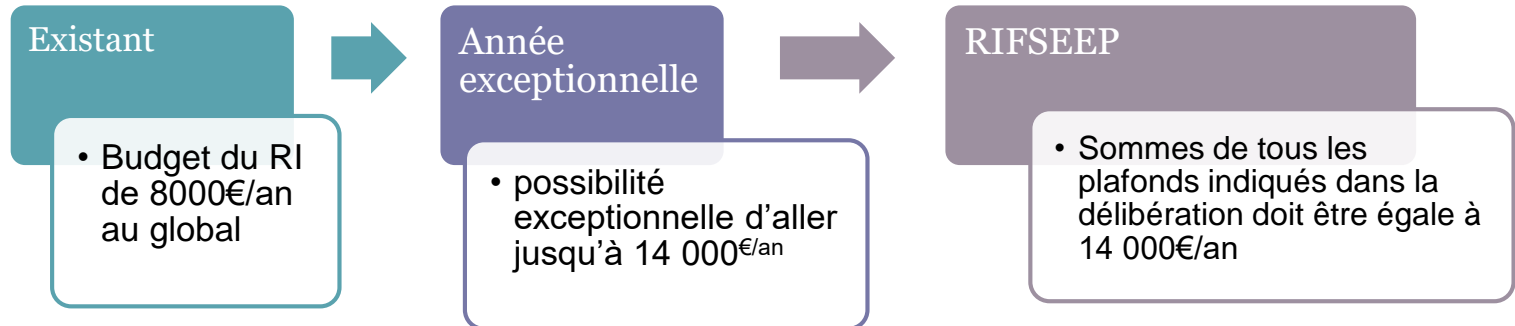 Existant
• Budget du RI
de 8000€/an
au global
Année
exceptionnelle
• possibilité
exceptionnelle d’aller
jusqu’à 14 000€/an
RIFSEEP
• Sommes de tous les
plafonds indiqués dans la
délibération doit être égale à
14 000€/an